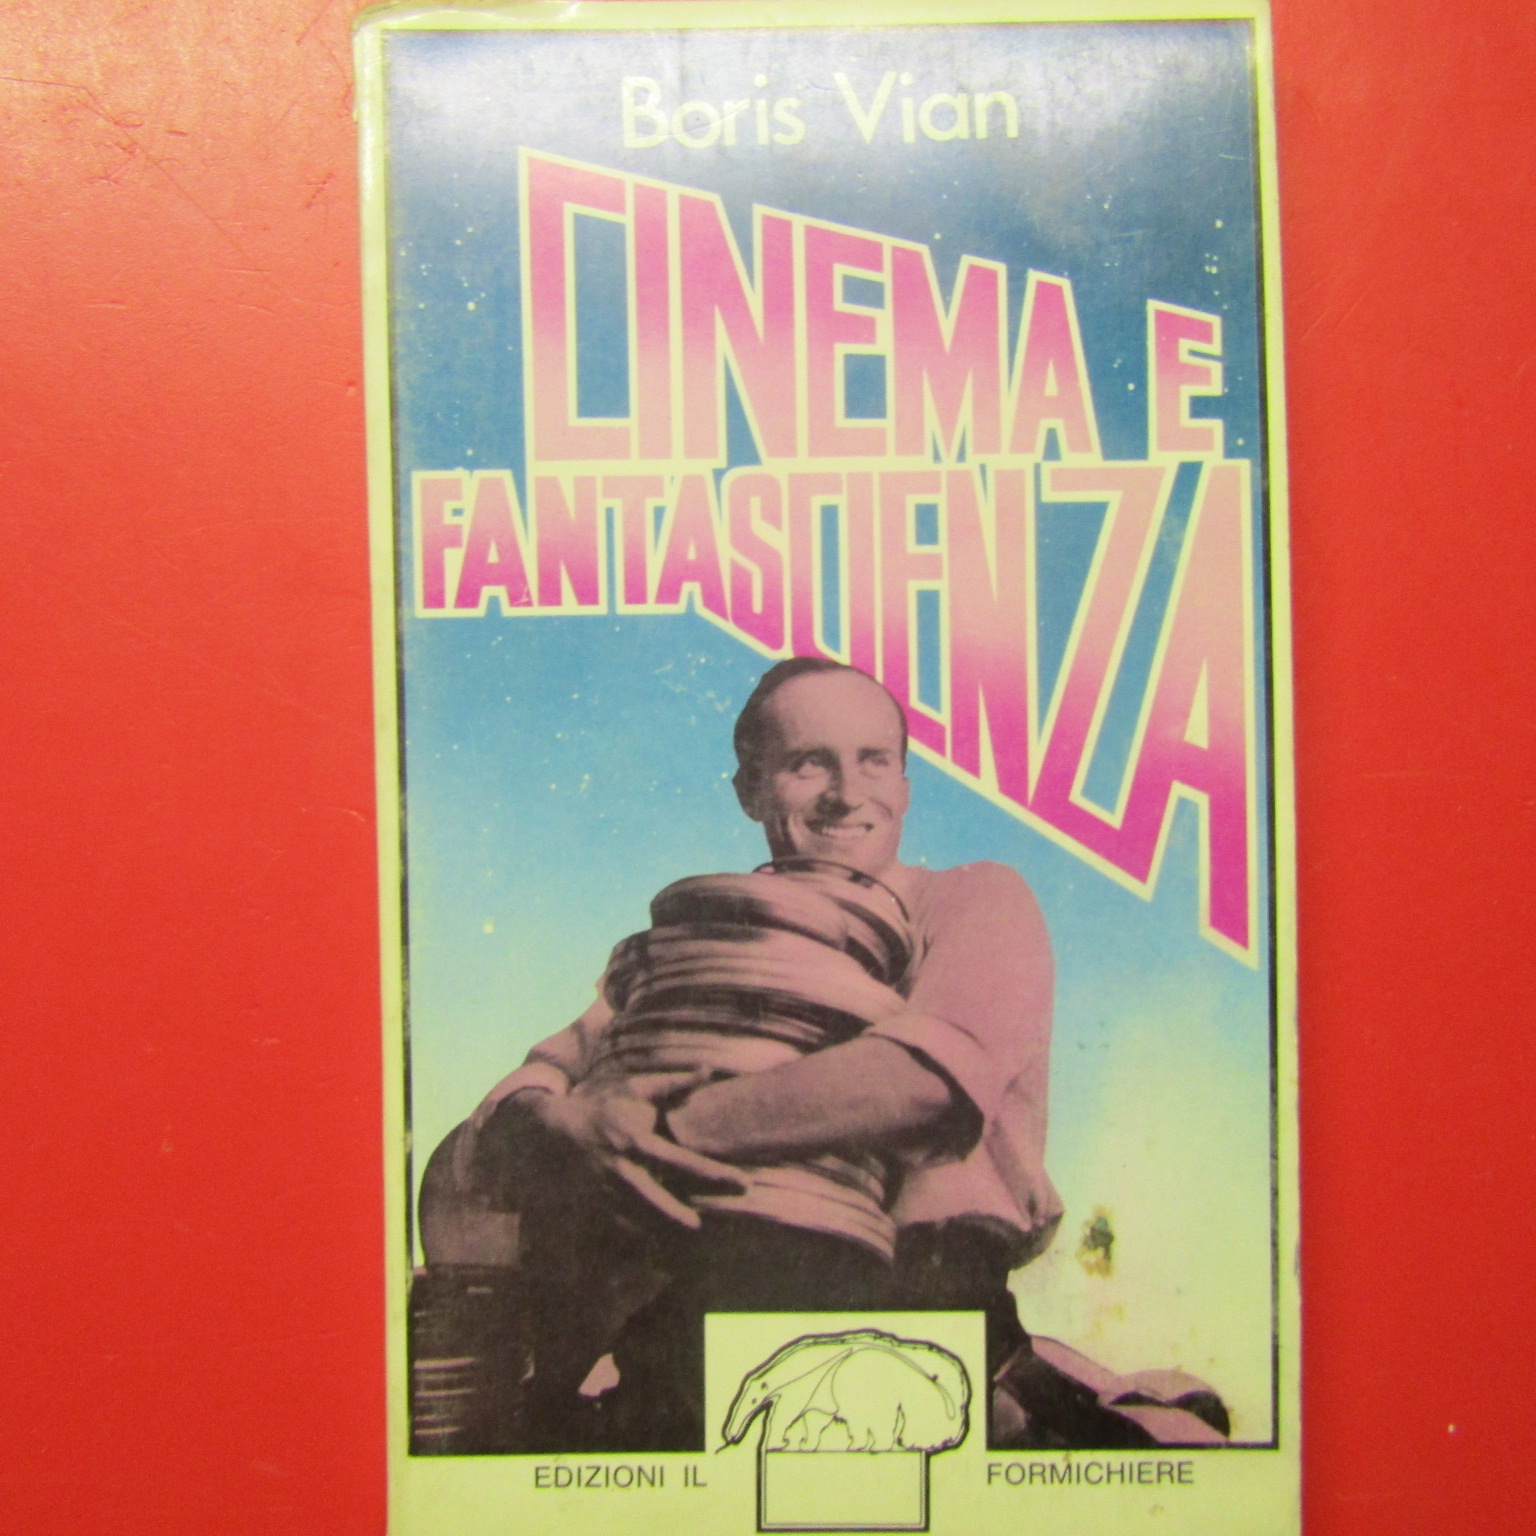 Boris Vian
CINEMA E
FANTASCIENZA
EDIZIONI IL FORMICHIERE